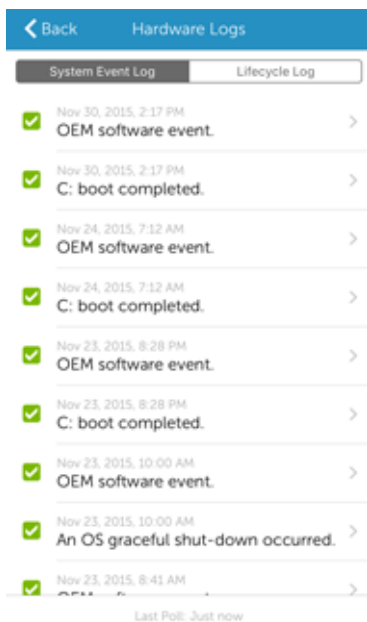 Back Hardware Logs
System Event Log Lifecycle Log
Nov 30, 2015, 2:17 PM
OEM software event.
Nov 30, 2015, 2:17 PM
C: boot completed.
Nov 24, 2015, 7:12 AM
OEM software event.
Nov 24, 2015, 7:12 AM
C: boot completed.
Nov 23, 2015, 8:28 PM
OEM software event.
Nov 23, 2015, 8:28 PM
C: boot completed.
Nov 23, 2015, 10:00 AM
OEM software event.
Nov 23, 2015, 10:00 AM
An OS graceful shut-down occurred.
Nov 23, 2015, 8:41 AM
Last Poll: Just now